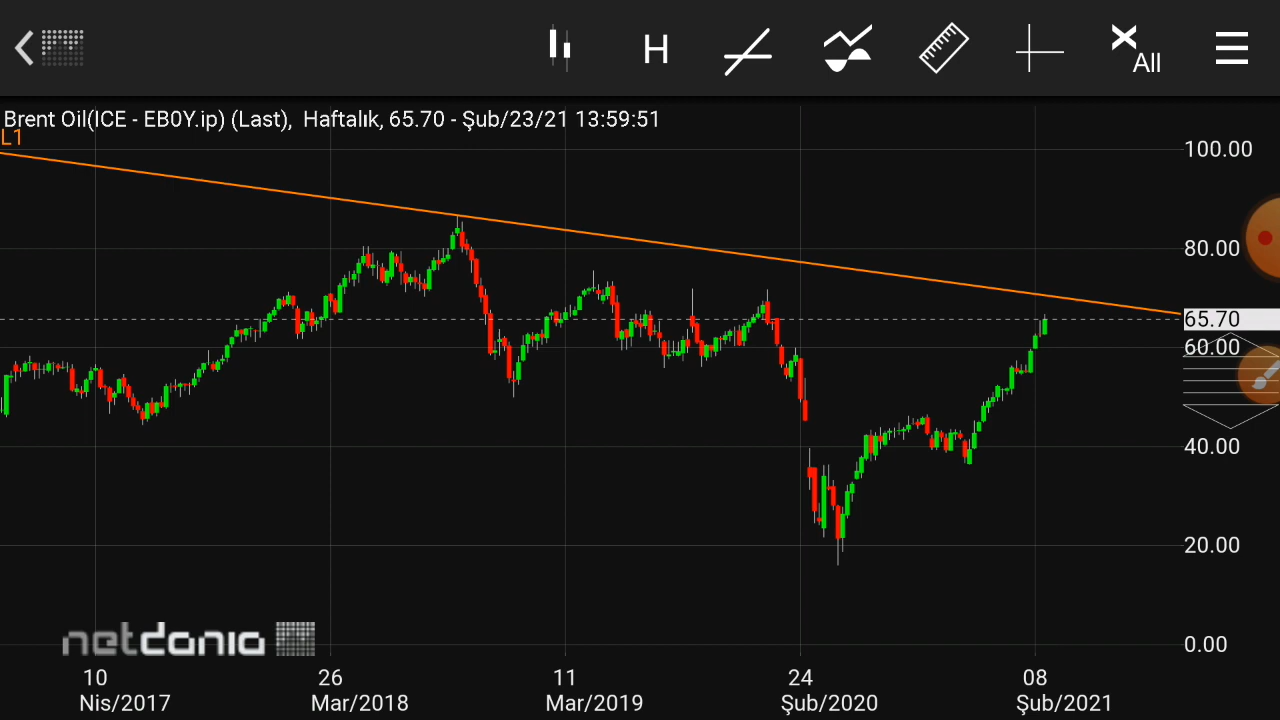 H
All
Brent Oil(ICE - EB0Y.ip) (Last), Haftalık, 65.70 - Şub/23/21 13:59:51
L1
100.00
80.00
65.70
60.00
40.00
20.00
0.00
netdania
10 26 11 24 08
Nis/2017 Mar/2018 Mar/2019 Şub/2020 Şub/2021